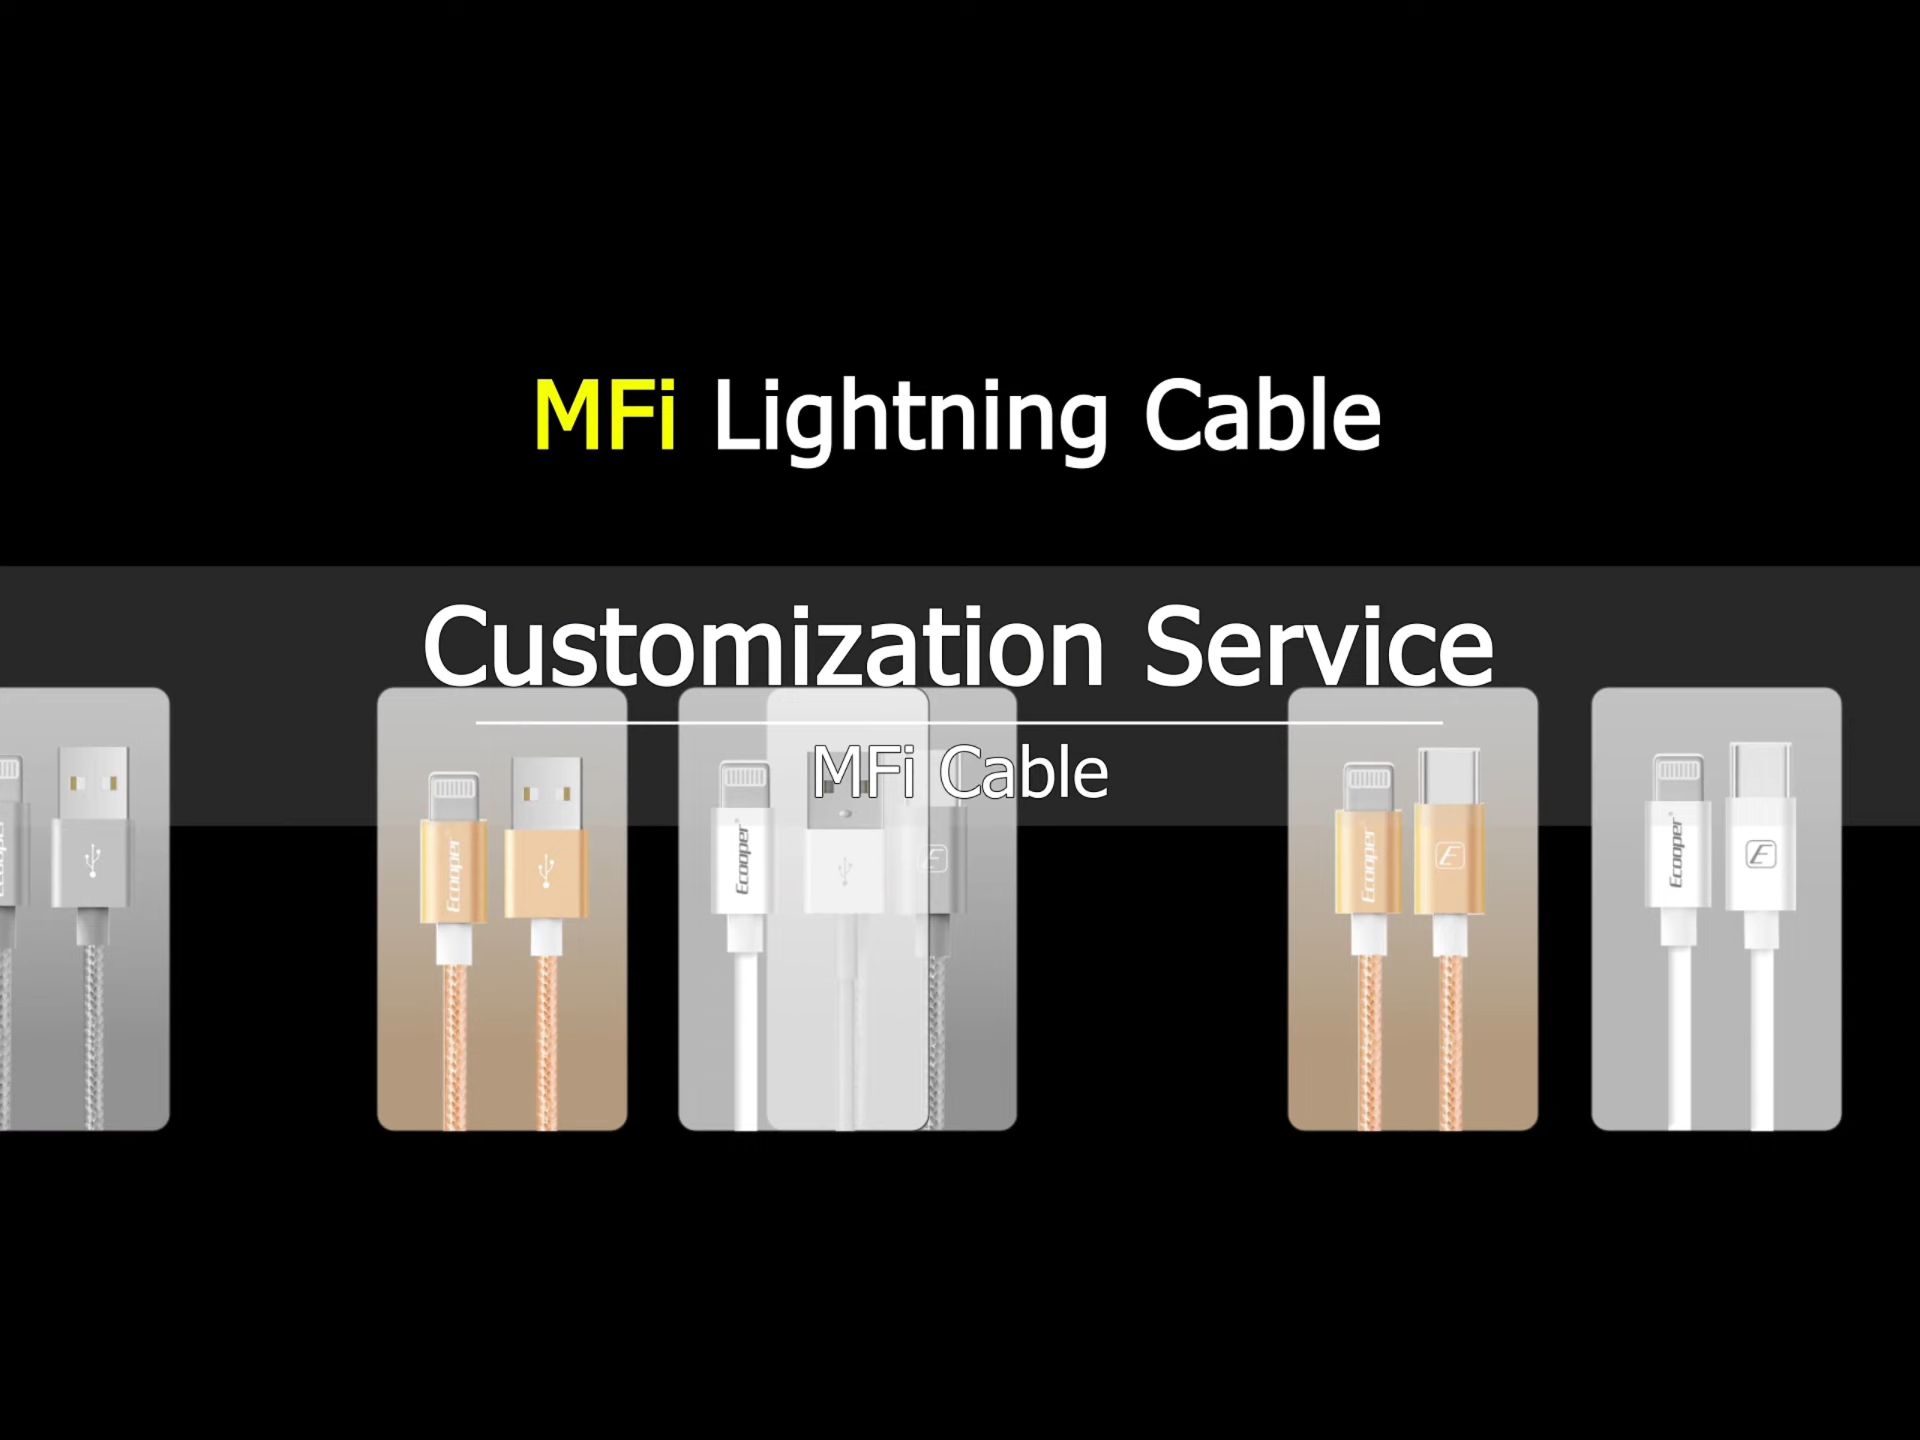 MFi Lightning Cable
Customization Service
MFi Cable
Ecooper
Ecooper
Ecooper
Ecooper